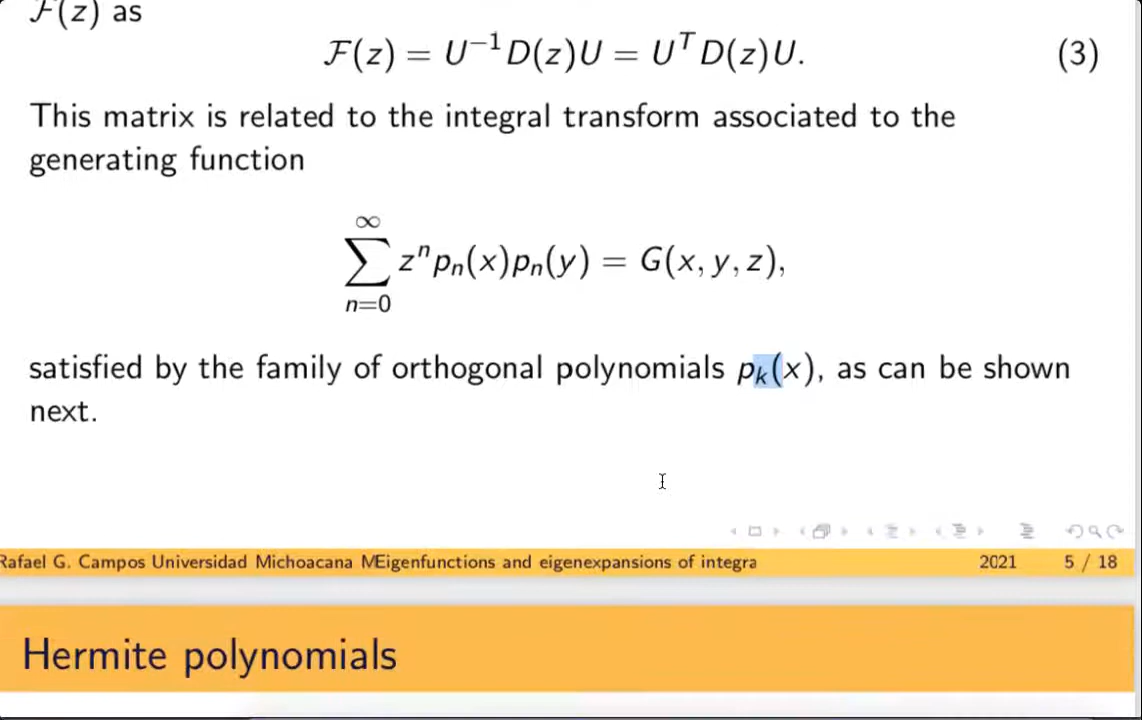 ℱ(z) as
ℱ(z) = U⁻¹D(z)U = Uᵀ D(z)U. (3)
This matrix is related to the integral transform associated to the
generating function
∞
∑ zⁿpₙ(x)pₙ(y) = G(x, y, z),
n=0
satisfied by the family of orthogonal polynomials pₖ(x), as can be shown
next.
Rafael G. Campos Universidad Michoacana MEigenfunctions and eigenexpansions of integra 2021 5 / 18
Hermite polynomials